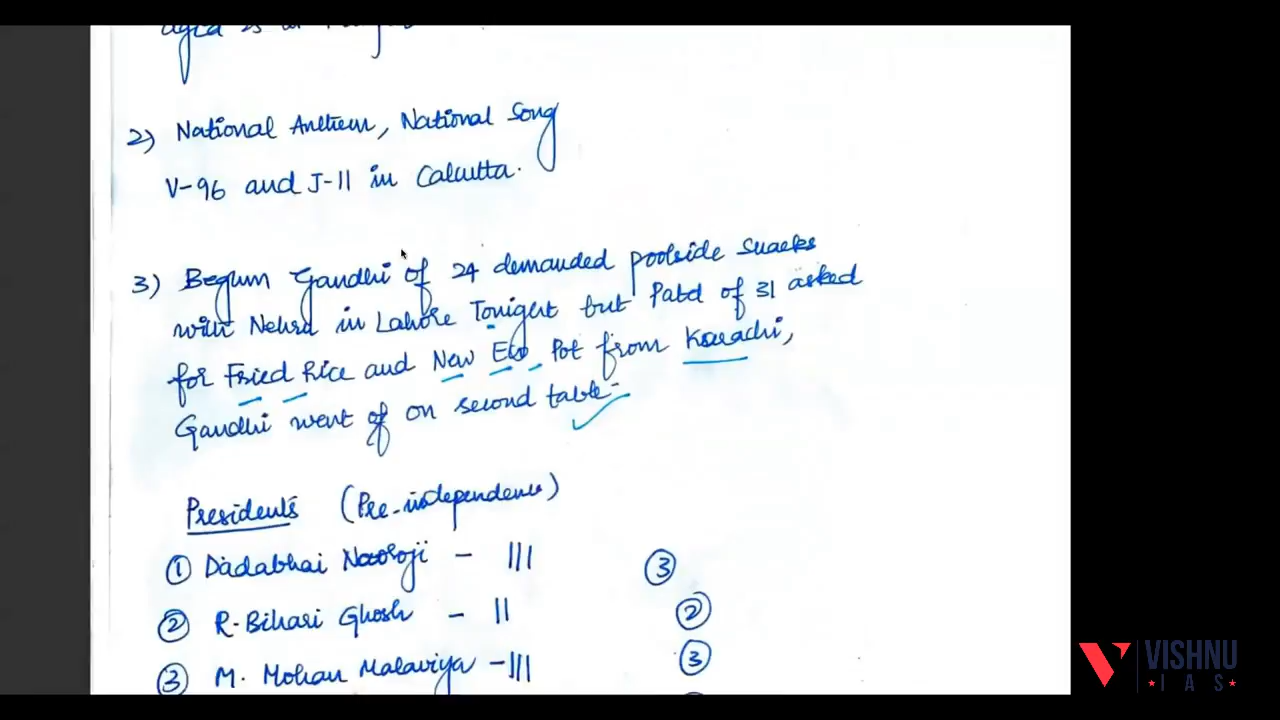 2) National Anthem, National Song
V-96 and J-11 in Calcutta.
3) Begum Gandhi of 24 demanded poolside snacks
with Nehru in Lahore Tonight but Patel of 31 asked
for Fried Rice and New Eco Pot from Karachi,
Gandhi went of on second table-
Presidents (Pre-independence)
① Dadabhai Naoroji - ||| ③
② R. Bihari Ghosh - || ②
③ M. Mohan Malaviya - ||| ③
VISHNU
IAS